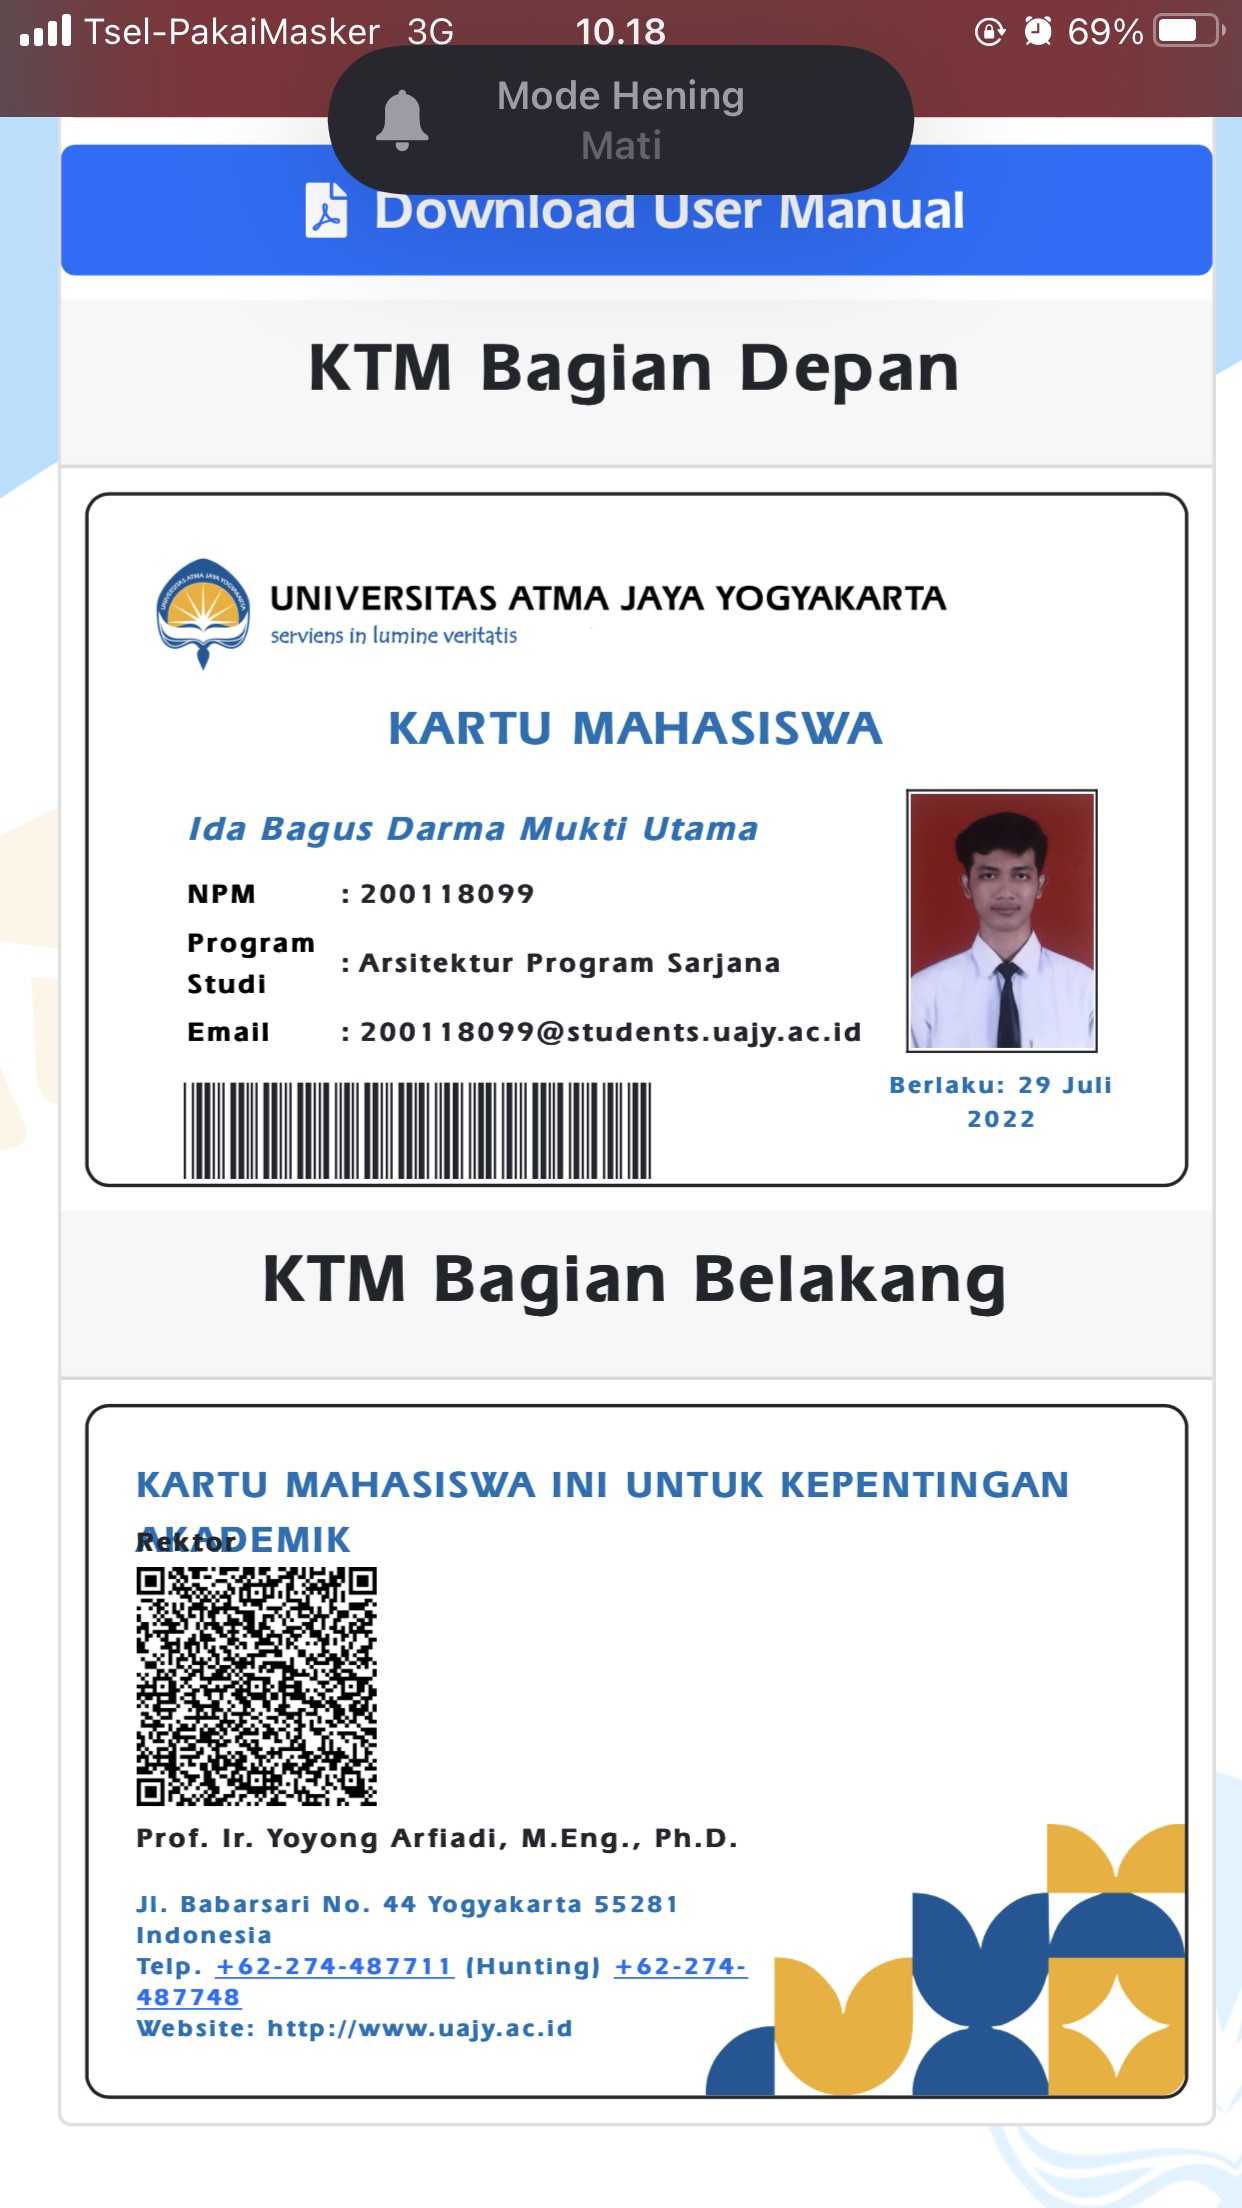 Tsel-PakaiMasker 3G 10.18 69%
Mode Hening
Mati
Download User Manual
KTM Bagian Depan
UNIVERSITAS ATMA JAYA YOGYAKARTA
UNIVERSITAS ATMA JAYA YOGYAKARTA
serviens in lumine veritatis
KARTU MAHASISWA
Ida Bagus Darma Mukti Utama
NPM : 200118099
Program
Studi : Arsitektur Program Sarjana
Email : 200118099@students.uajy.ac.id
Berlaku: 29 Juli
2022
KTM Bagian Belakang
KARTU MAHASISWA INI UNTUK KEPENTINGAN
AKADEMIK
Rektor
Prof. Ir. Yoyong Arfiadi, M.Eng., Ph.D.
Jl. Babarsari No. 44 Yogyakarta 55281
Indonesia
Telp. +62-274-487711 (Hunting) +62-274-
487748
Website: http://www.uajy.ac.id